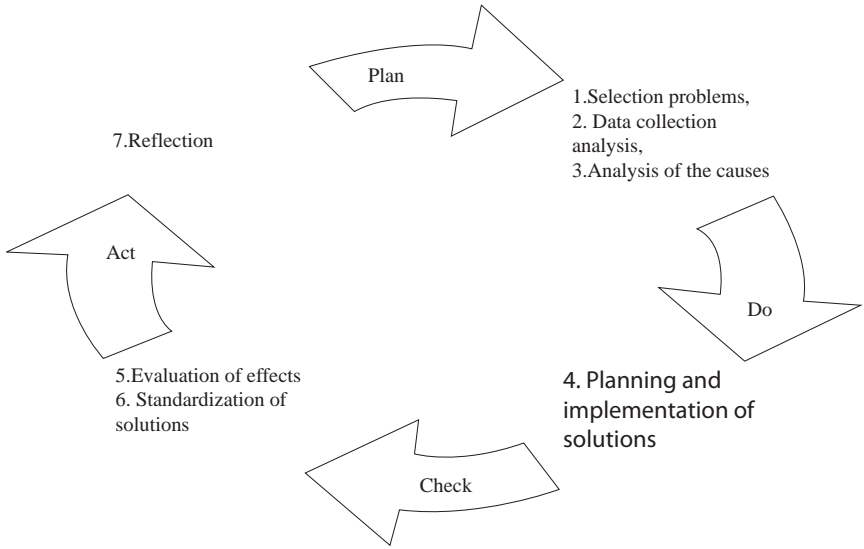 Plan
1.Selection problems,
2. Data collection
analysis,
3.Analysis of the causes
Do
4. Planning and
implementation of
solutions
Check
5.Evaluation of effects
6. Standardization of
solutions
Act
7.Reflection